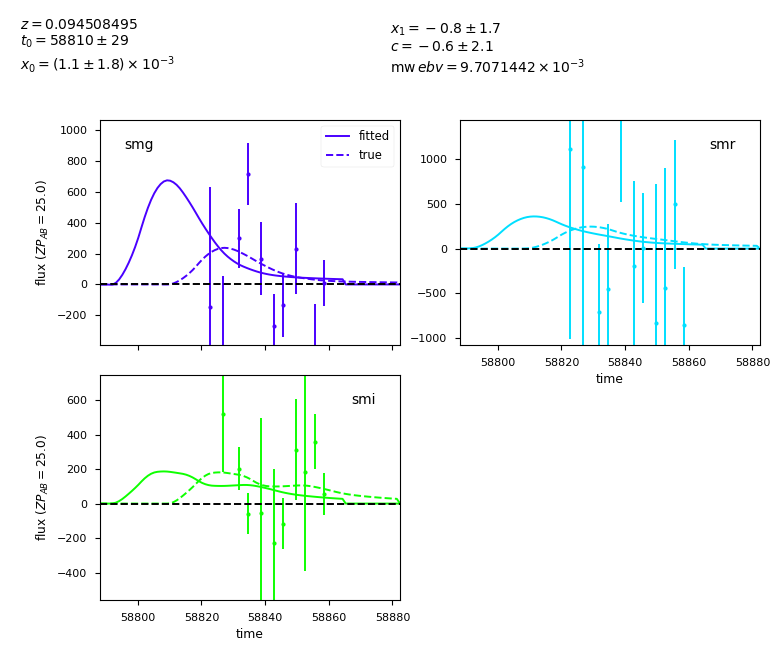 z = 0.094508495
t₀ = 58810 ± 29
x₀ = (1.1 ± 1.8) × 10⁻³
x₁ = −0.8 ± 1.7
c = −0.6 ± 2.1
mw ebv = 9.7071442 × 10⁻³
smg
fitted
true
1000
800
600
400
200
0
−200
flux (ZP_AB = 25.0)
smr
1000
500
0
−500
−1000
58800 58820 58840 58860 58880
time
smi
600
400
200
0
−200
−400
flux (ZP_AB = 25.0)
58800 58820 58840 58860 58880
time